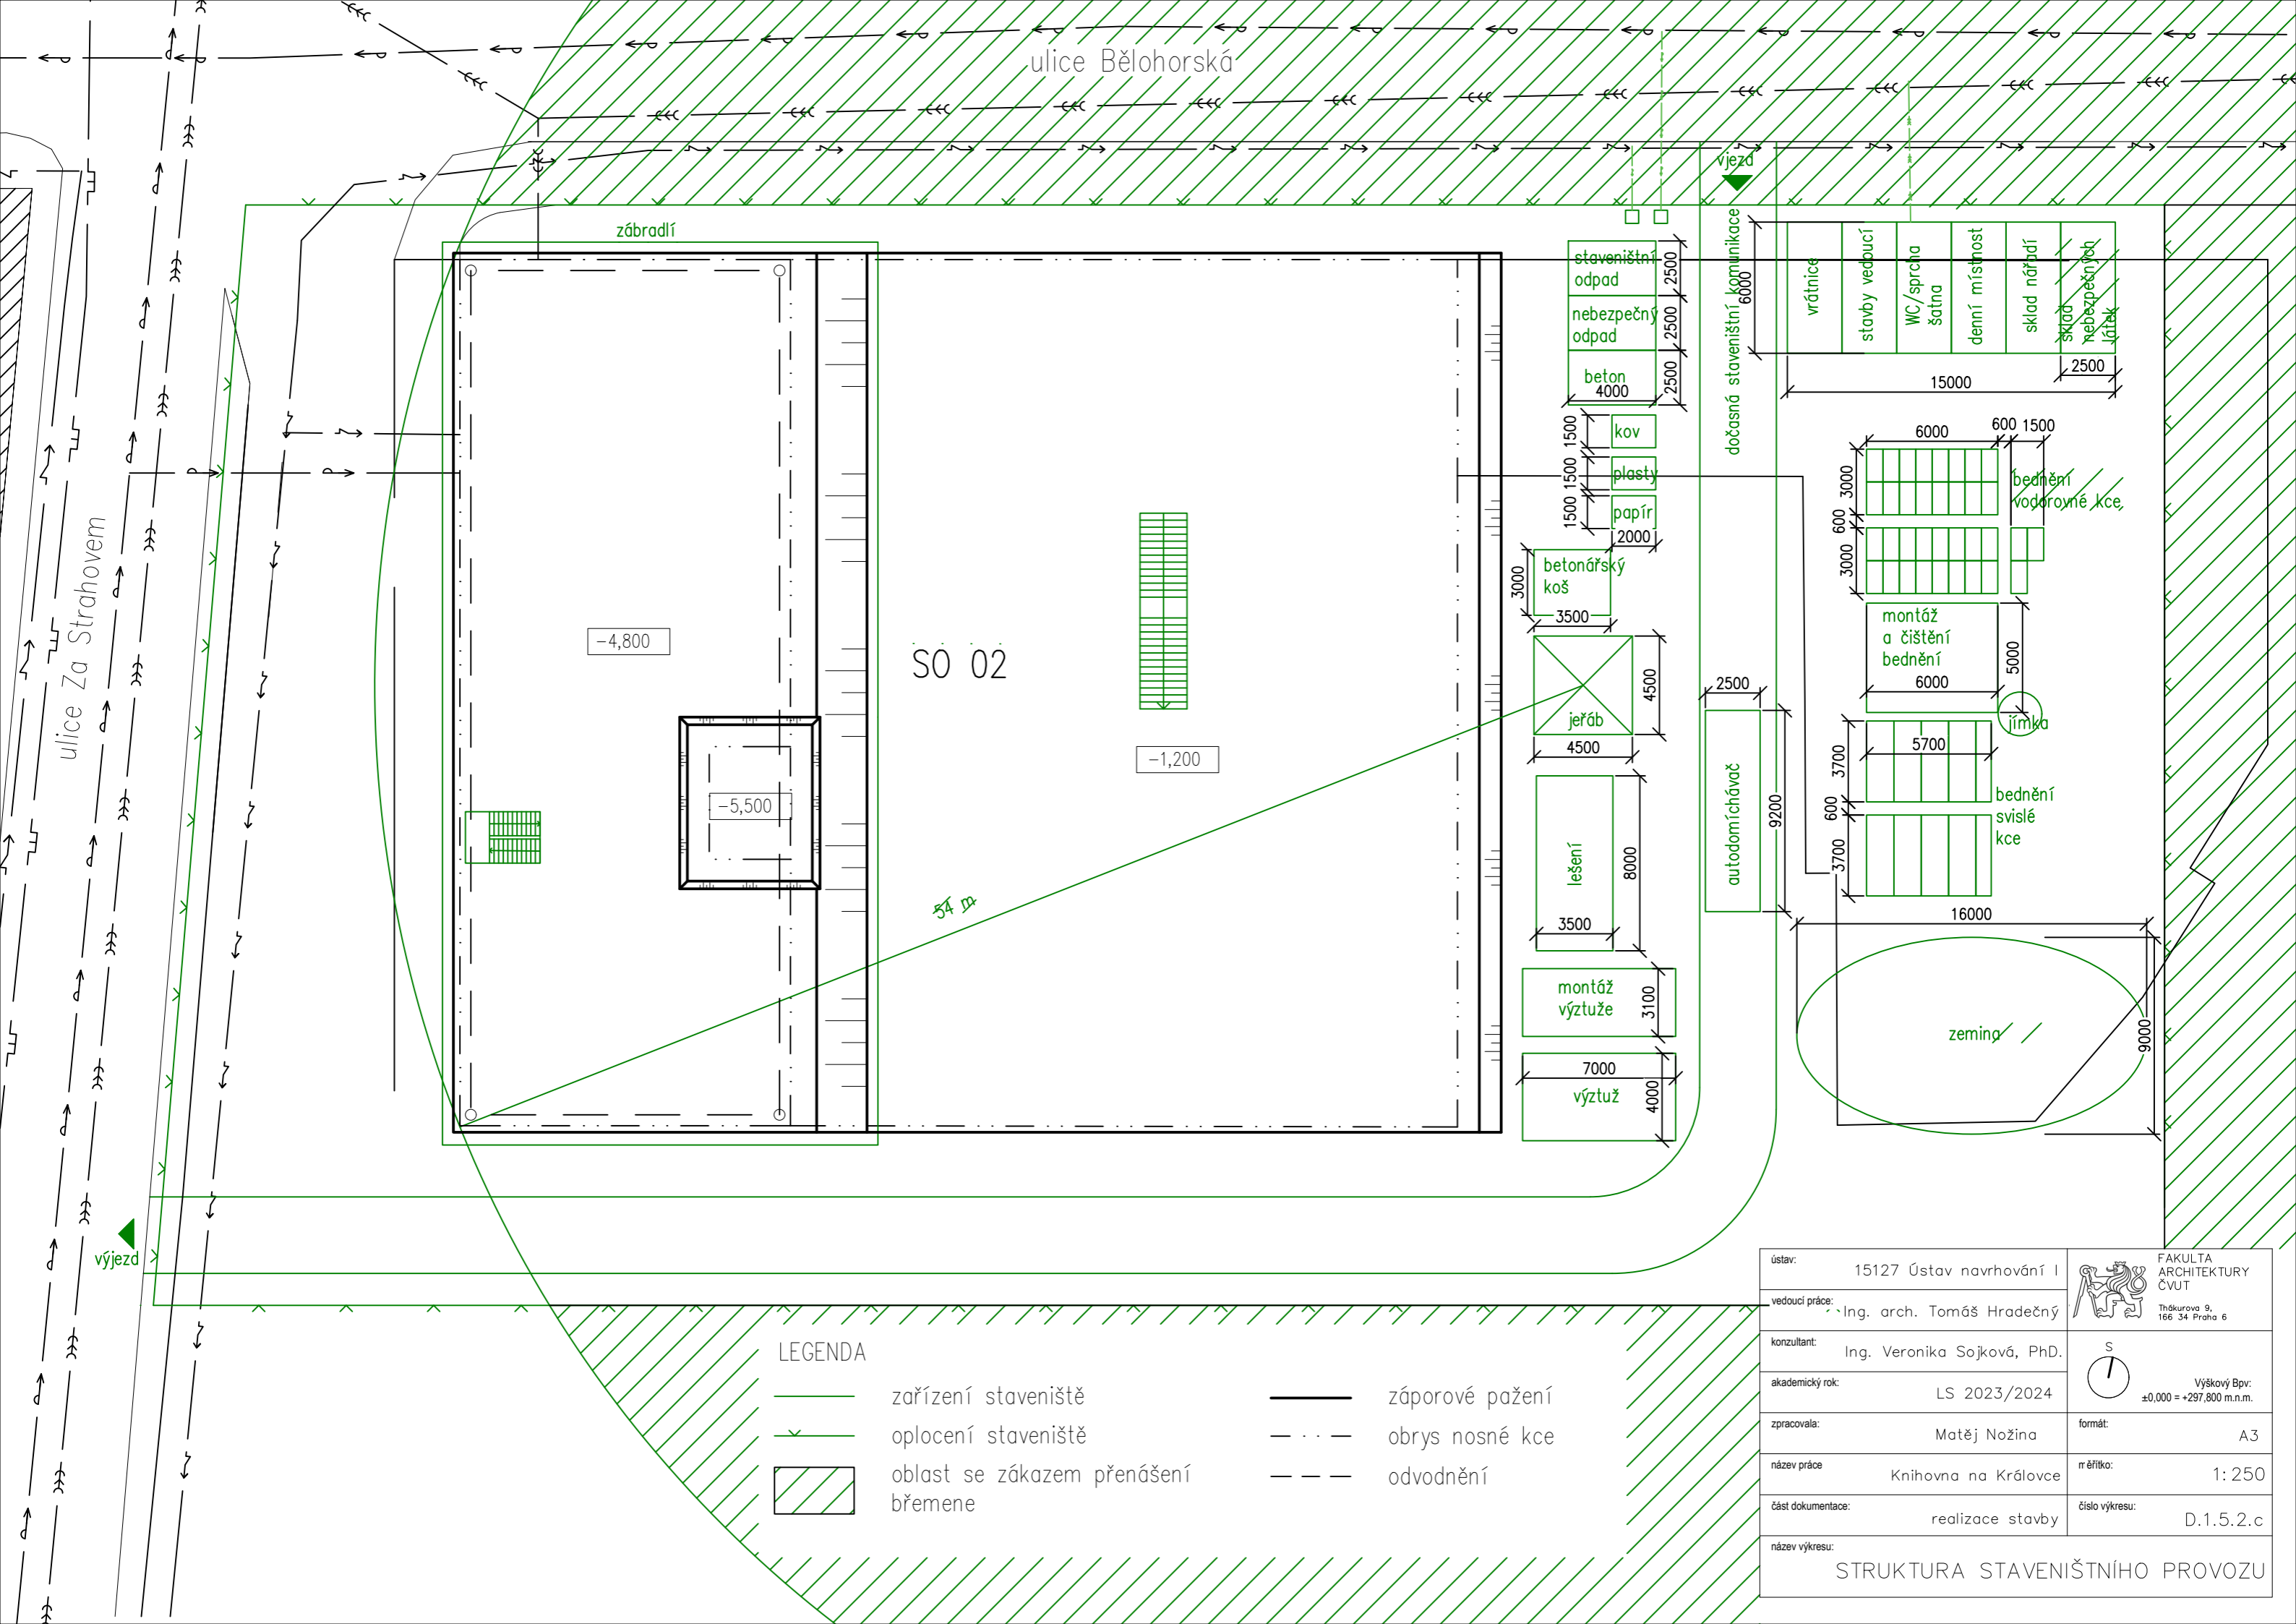 ulice Bělohorská
vjezd
zábradlí
dočasná staveništní komunikace
staveništní
odpad
2500
nebezpečný
odpad
2500
beton
4000
2500
6000
vrátnice
stavby vedoucí
WC/sprcha
šatna
denní místnost
sklad nářadí
sklad
nebezpečných
látek
2500
15000
kov
1500
plasty
1500
papír
1500
2000
6000
600
1500
3000
600
3000
bednění
vodorovné kce
betonářský
koš
3000
3500
montáž
a čištění
bednění
5000
6000
jímka
ulice Za Strahovem
-4,800
SO 02
-1,200
-5,500
54 m
jeřáb
4500
4500
2500
autodomíchávač
9200
5700
3700
600
3700
bednění
svislé
kce
lešení
8000
3500
16000
zemina
9000
montáž
výztuže
3100
7000
výztuž
4000
výjezd
LEGENDA
zařízení staveniště
oplocení staveniště
oblast se zákazem přenášení
břemene
záporové pažení
obrys nosné kce
odvodnění
ústav:
15127 Ústav navrhování I
vedoucí práce:
Ing. arch. Tomáš Hradečný
konzultant:
Ing. Veronika Sojková, PhD.
akademický rok:
LS 2023/2024
zpracovala:
Matěj Nožina
název práce
Knihovna na Královce
část dokumentace:
realizace stavby
název výkresu:
STRUKTURA STAVENIŠTNÍHO PROVOZU
FAKULTA
ARCHITEKTURY
ČVUT
Thákurova 9,
166 34 Praha 6
S
Výškový Bpv:
±0,000 = +297,800 m.n.m.
formát:
A3
měřítko:
1:250
číslo výkresu:
D.1.5.2.c